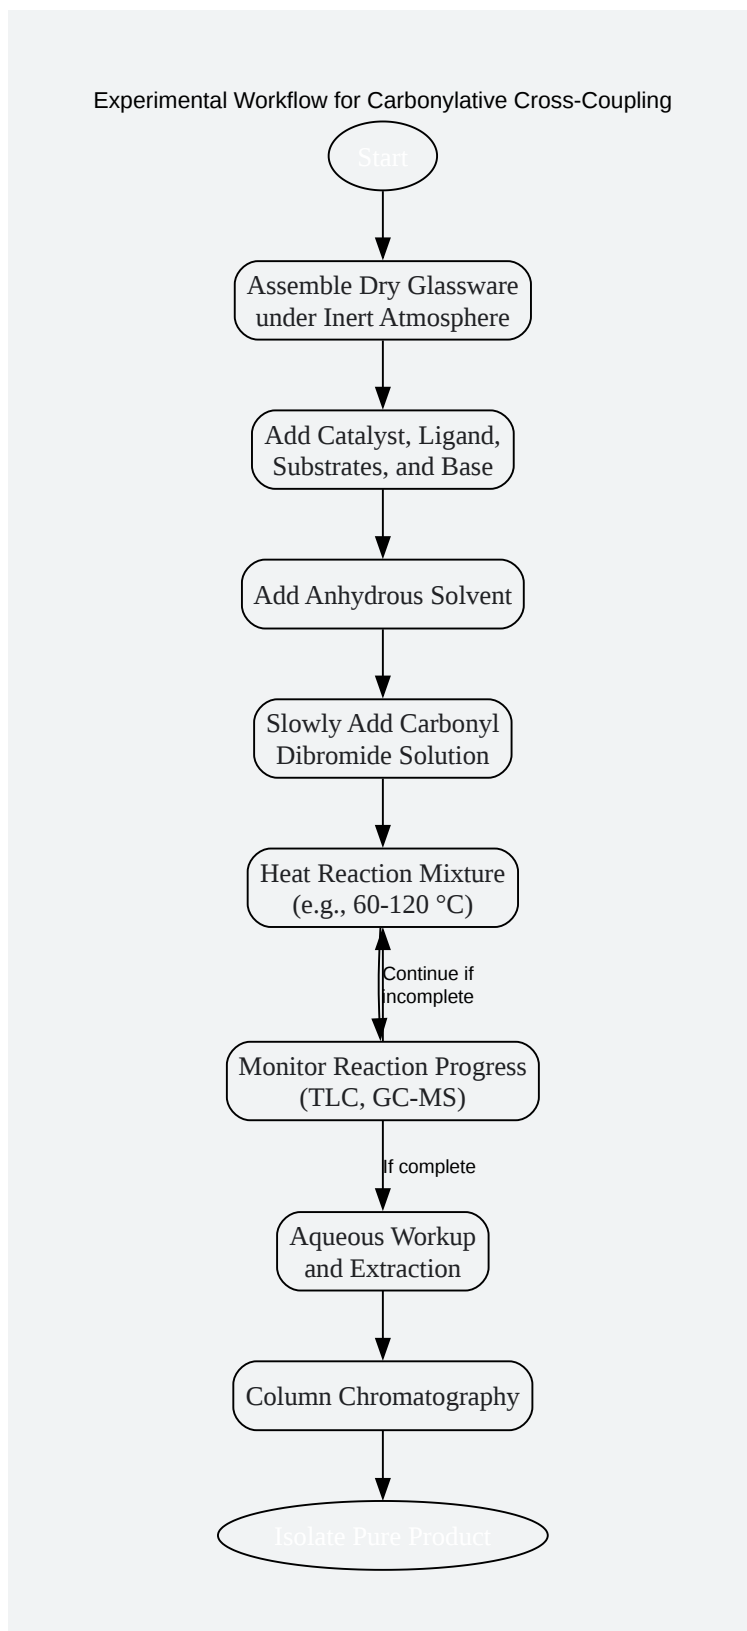 Experimental Workflow for Carbonylative Cross-Coupling
Start
Assemble Dry Glassware
under Inert Atmosphere
Add Catalyst, Ligand,
Substrates, and Base
Add Anhydrous Solvent
Slowly Add Carbonyl
Dibromide Solution
Heat Reaction Mixture
(e.g., 60-120 °C)
Continue if
incomplete
Monitor Reaction Progress
(TLC, GC-MS)
If complete
Aqueous Workup
and Extraction
Column Chromatography
Isolate Pure Product